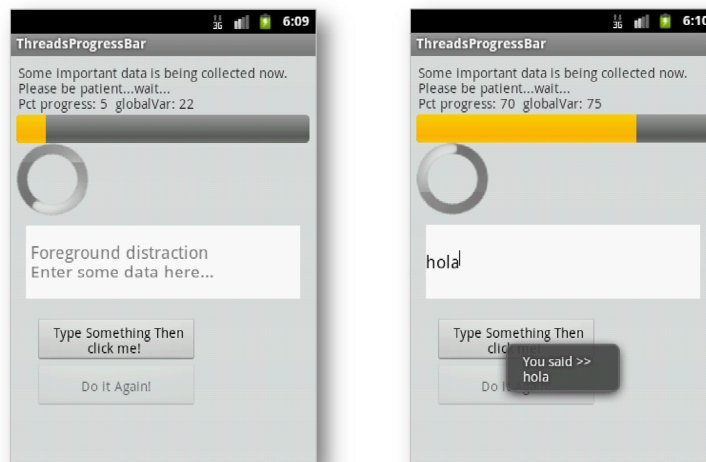 3G 6:09
ThreadsProgressBar
Some important data is being collected now.
Please be patient...wait...
Pct progress: 5 globalVar: 22
Foreground distraction
Enter some data here...
Type Something Then
click me!
Do It Again!
3G 6:10
ThreadsProgressBar
Some important data is being collected now.
Please be patient...wait...
Pct progress: 70 globalVar: 75
hola
Type Something Then
click
You said >>
hola
Do